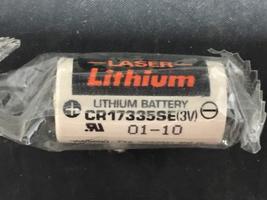 LASER
Lithium
LITHIUM BATTERY
CR17335SE(3V)
01-10